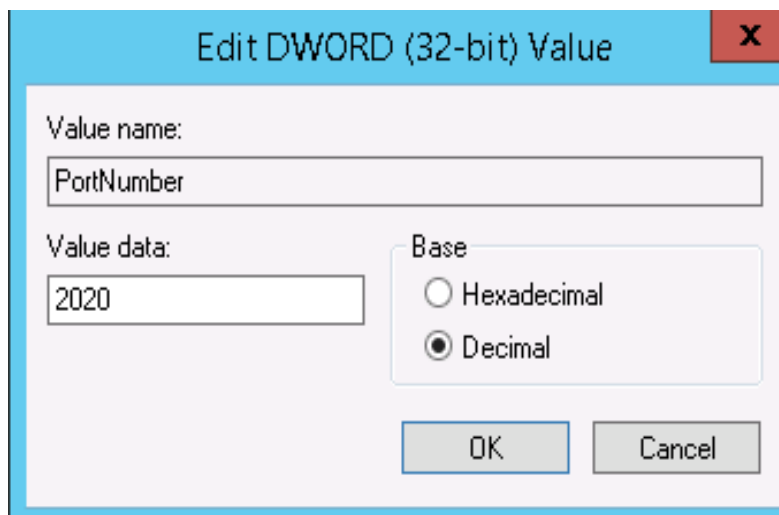 Edit DWORD (32-bit) Value
x
Value name:
PortNumber
Value data:
2020
Base
Hexadecimal
Decimal
OK
Cancel